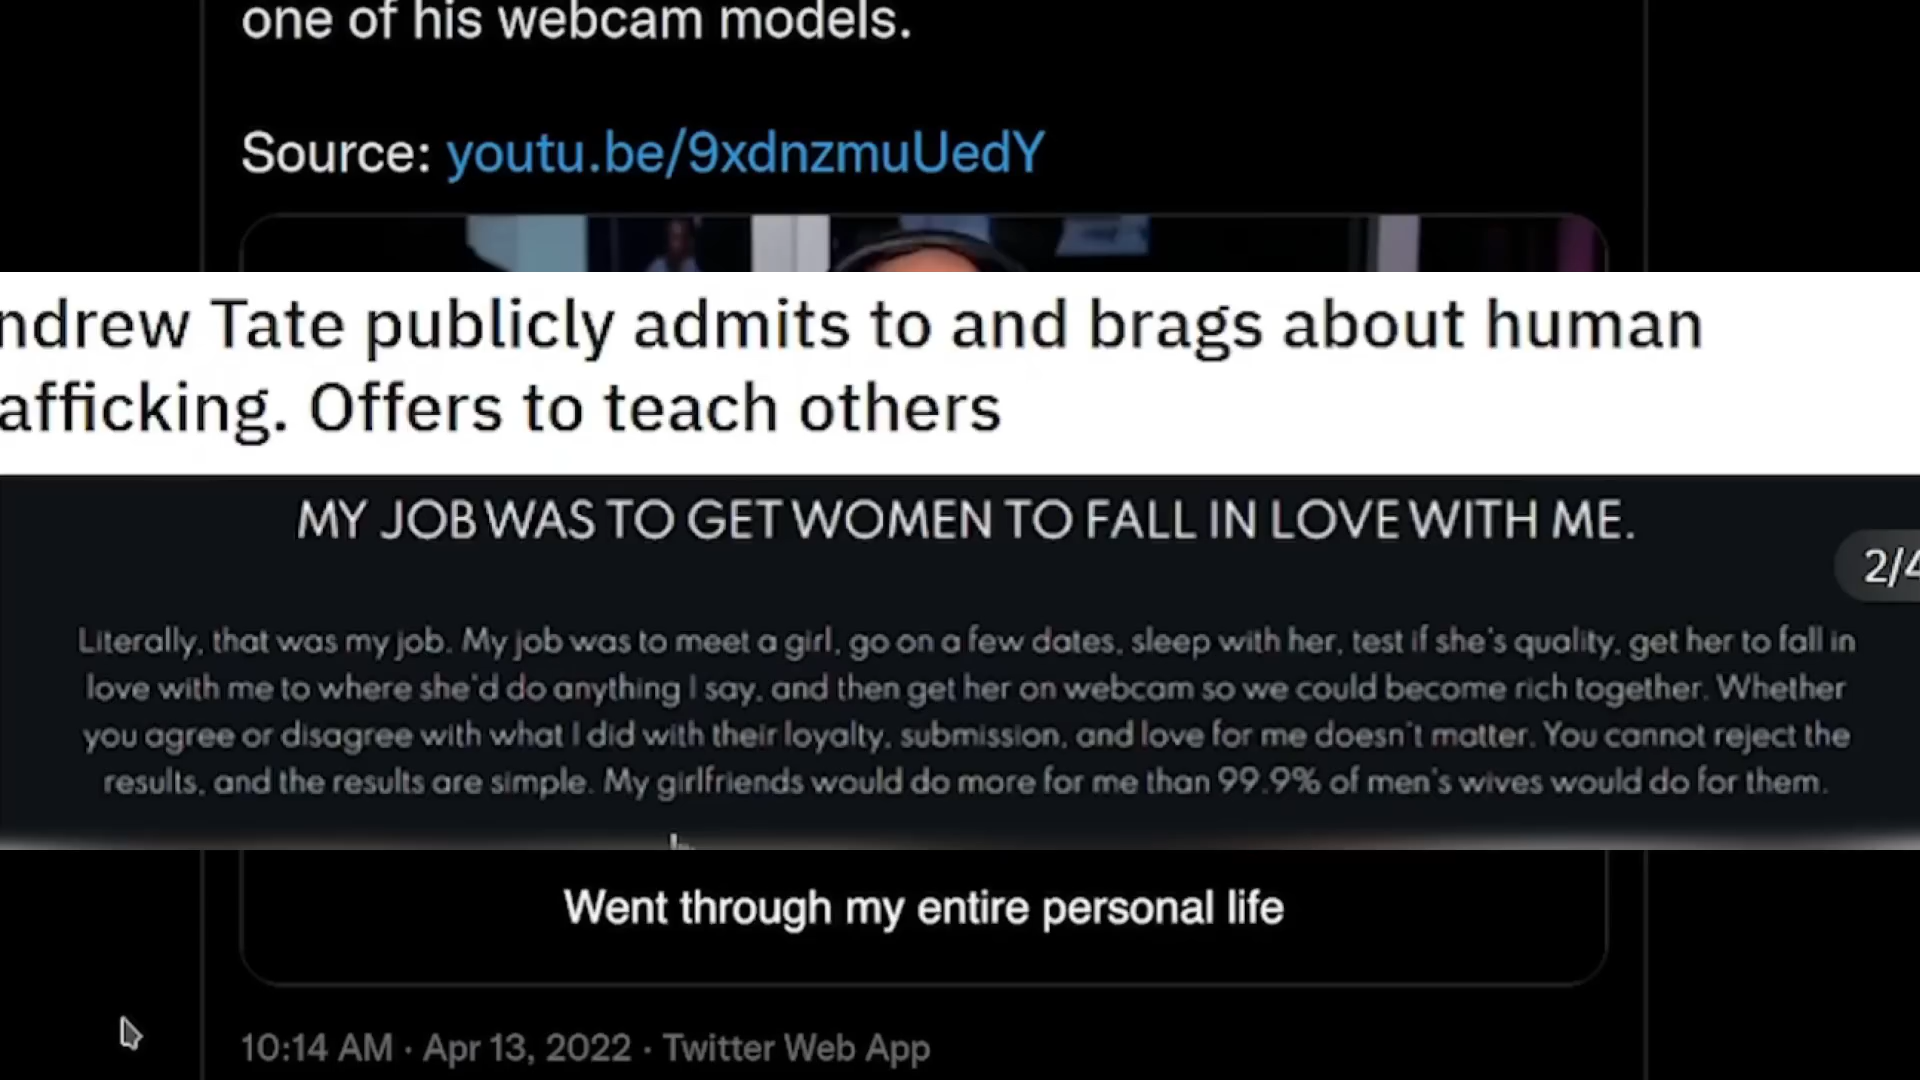 one of his webcam models.
Source: youtu.be/9xdnzmuUedY
ndrew Tate publicly admits to and brags about human
afficking. Offers to teach others
MY JOB WAS TO GET WOMEN TO FALL IN LOVE WITH ME.
2/4
Literally, that was my job. My job was to meet a girl, go on a few dates, sleep with her, test if she's quality, get her to fall in
love with me to where she'd do anything I say, and then get her on webcam so we could become rich together. Whether
you agree or disagree with what I did with their loyalty, submission, and love for me doesn't matter. You cannot reject the
results, and the results are simple. My girlfriends would do more for me than 99.9% of men's wives would do for them.
Went through my entire personal life
10:14 AM · Apr 13, 2022 · Twitter Web App